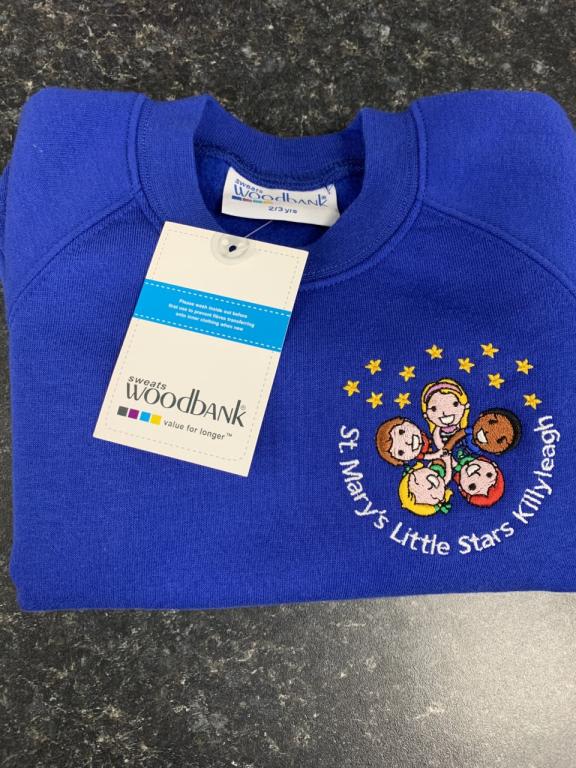 sweats
Woodbank®
2/3 yrs
Please wash inside out before
first use to prevent fibres transferring
onto inner clothing when new
sweats
Woodbank®
value for longer™
St. Mary's Little Stars Killyleagh